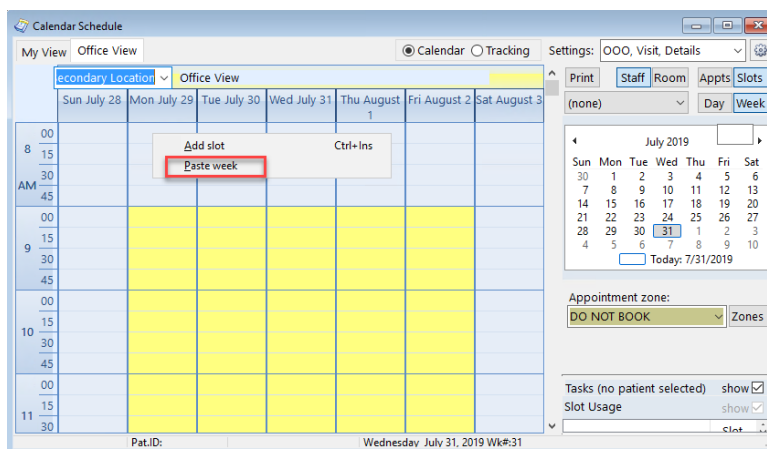 Calendar Schedule
My View Office View Calendar Tracking Settings: OOO, Visit, Details
econdary Location Office View Print Staff Room Appts Slots
Sun July 28 Mon July 29 Tue July 30 Wed July 31 Thu August 1 Fri August 2 Sat August 3
(none) Day Week
July 2019
Sun Mon Tue Wed Thu Fri Sat
30 1 2 3 4 5 6
7 8 9 10 11 12 13
14 15 16 17 18 19 20
21 22 23 24 25 26 27
28 29 30 31 1 2 3
4 5 6 7 8 9 10
Today: 7/31/2019
8 AM
00
15
30
45
Add slot Ctrl+Ins
Paste week
9
00
15
30
45
10
00
15
30
45
11
00
15
30
Appointment zone:
DO NOT BOOK Zones
Tasks (no patient selected) show
Slot Usage show
Slot
Pat.ID: Wednesday July 31, 2019 Wk#:31